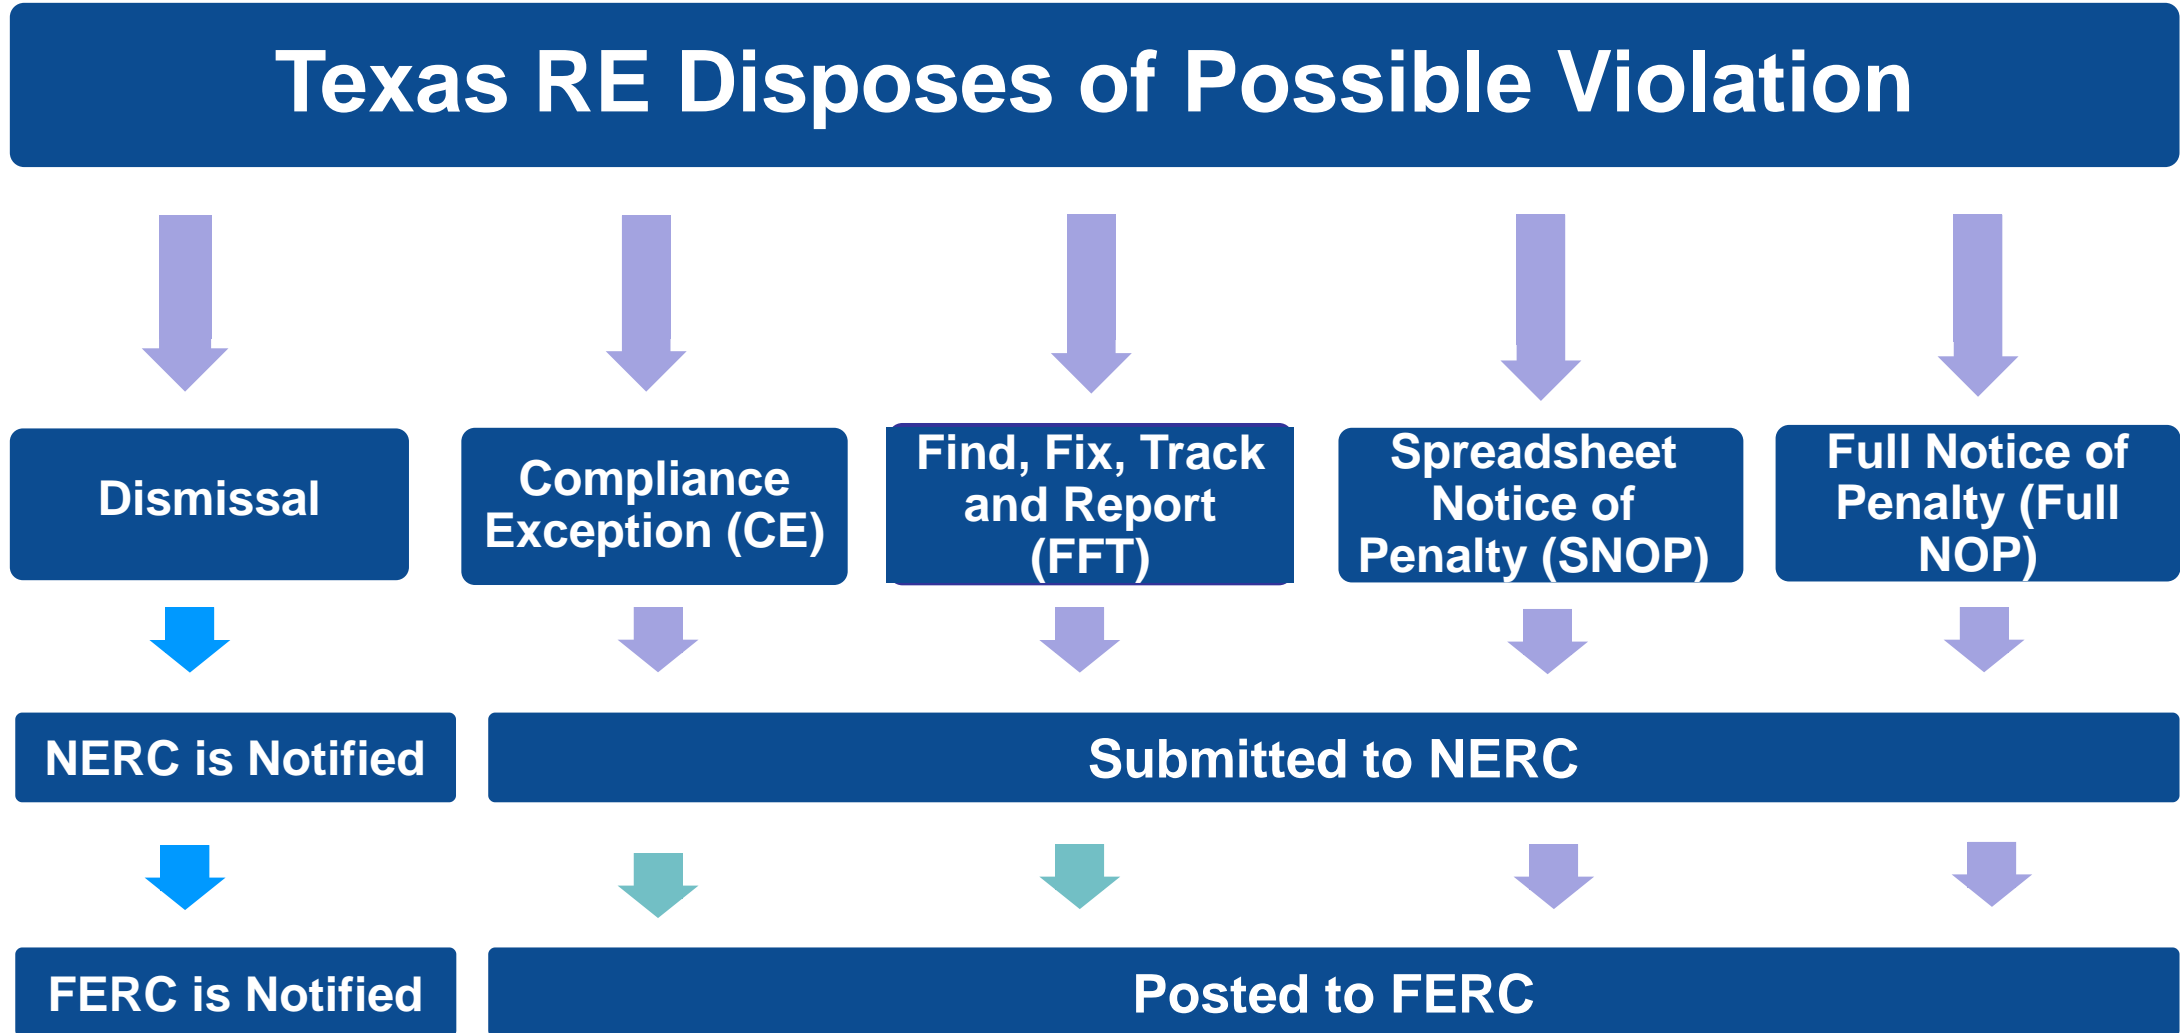 Texas RE Disposes of Possible Violation
Dismissal
Compliance
Exception (CE)
Find, Fix, Track
and Report
(FFT)
Spreadsheet
Notice of
Penalty (SNOP)
Full Notice of
Penalty (Full
NOP)
NERC is Notified
Submitted to NERC
FERC is Notified
Posted to FERC